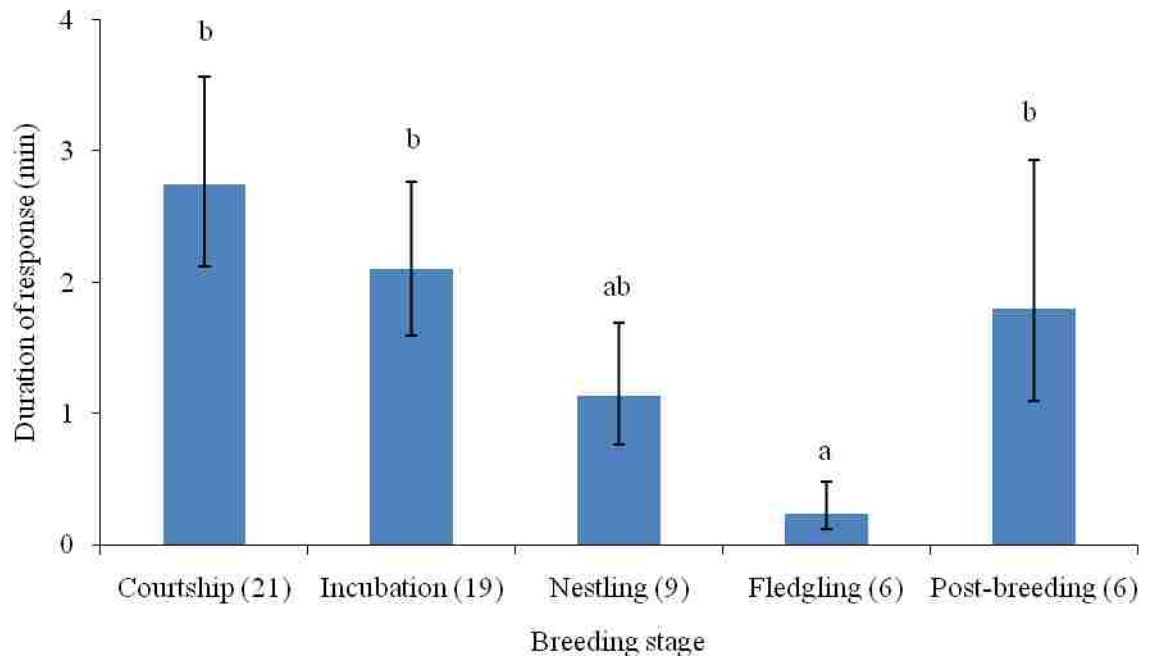 4
b
b
b
3
Duration of response (min)
2
ab
1
a
0
Courtship (21) Incubation (19) Nestling (9) Fledgling (6) Post-breeding (6)
Breeding stage